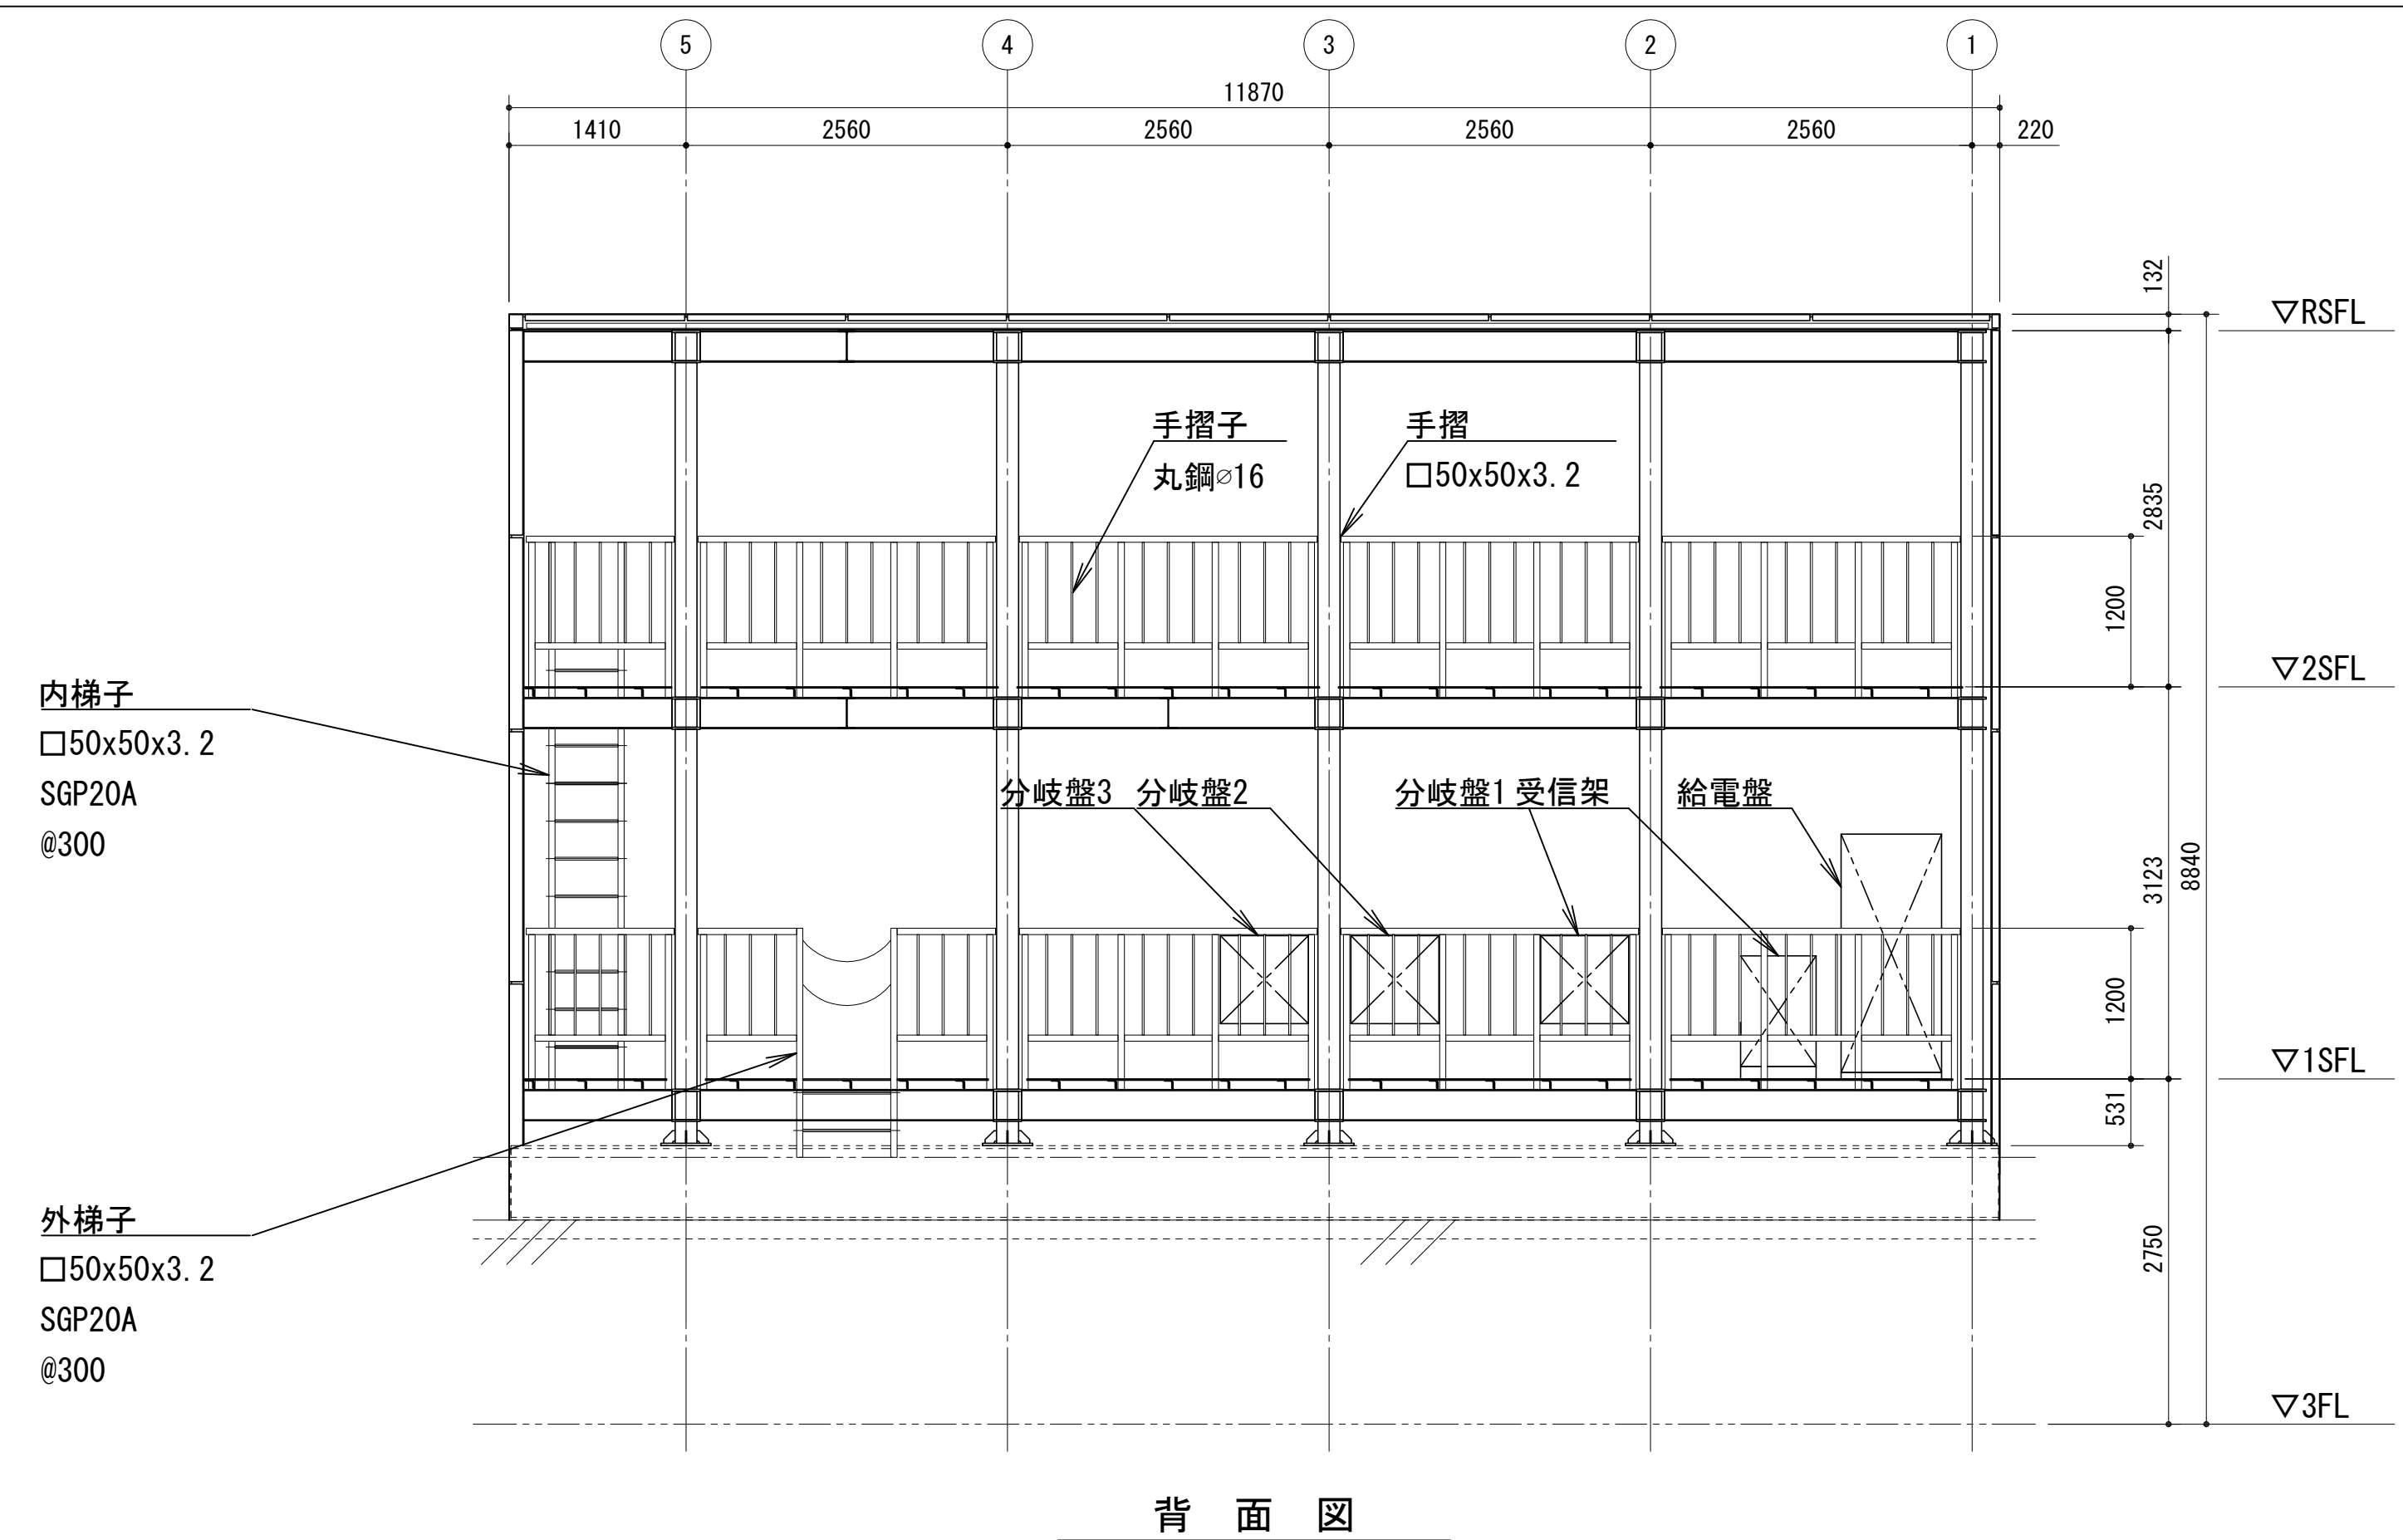 5 4 3 2 1
11870
1410 2560 2560 2560 2560 220
132
▽RSFL
手摺子
丸鋼⌀16
手摺
□50x50x3.2
2835
1200
▽2SFL
内梯子
□50x50x3.2
SGP20A
@300
分岐盤3 分岐盤2 分岐盤1 受信架 給電盤
3123
8840
1200
▽1SFL
531
外梯子
□50x50x3.2
SGP20A
@300
2750
▽3FL
背面図